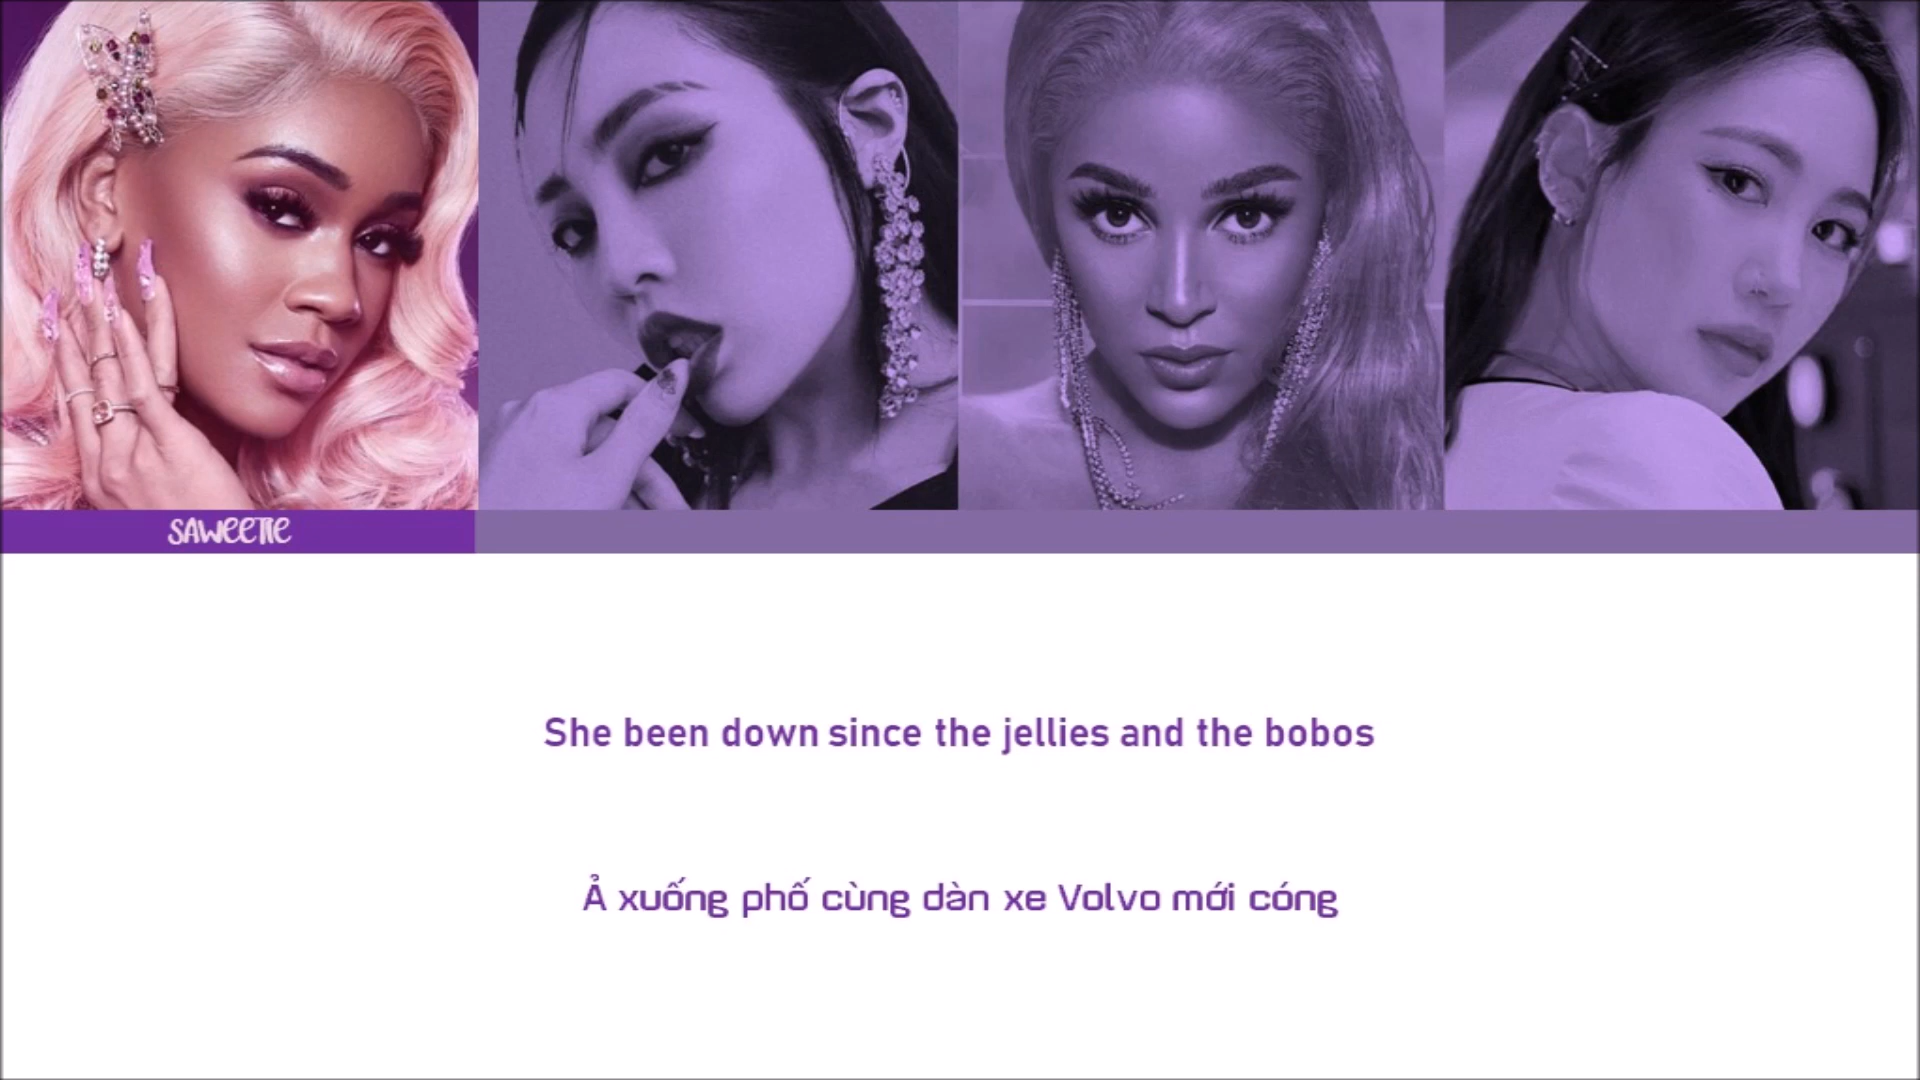 SAWEETIE
She been down since the jellies and the bobos
Ả xuống phố cùng dàn xe Volvo mới cóng